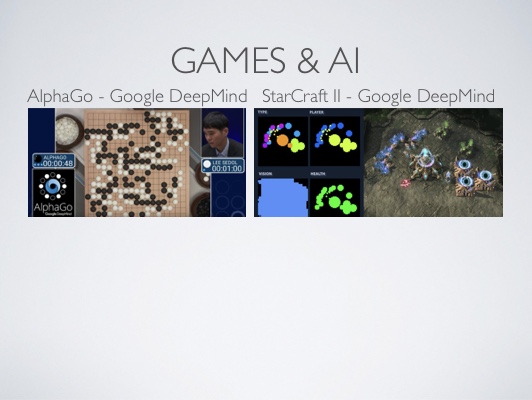 GAMES & AI
AlphaGo - Google DeepMind
StarCraft II - Google DeepMind
ALPHAGO
00:00:48
LEE SEDOL
00:01:00
AlphaGo
Google DeepMind
TYPE
PLAYER
VISION
HEALTH